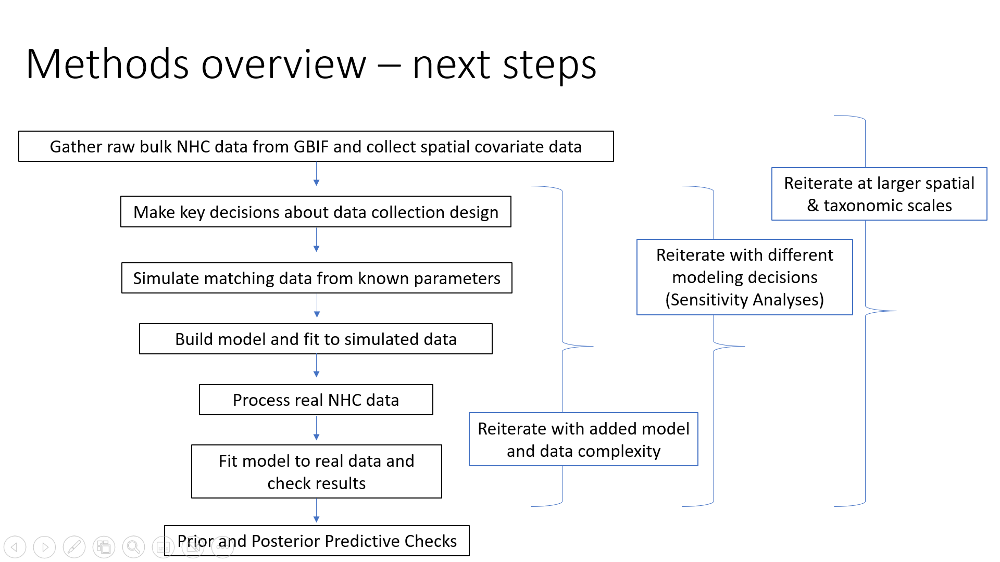 Methods overview – next steps
Gather raw bulk NHC data from GBIF and collect spatial covariate data
Make key decisions about data collection design
Simulate matching data from known parameters
Build model and fit to simulated data
Process real NHC data
Fit model to real data and
check results
Prior and Posterior Predictive Checks
Reiterate with added model
and data complexity
Reiterate with different
modeling decisions
(Sensitivity Analyses)
Reiterate at larger spatial
& taxonomic scales